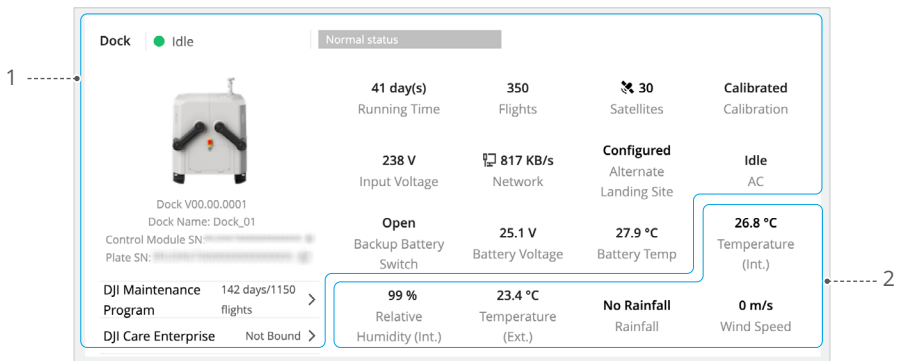 Dock Idle Normal status
1
41 day(s) 350 30 Calibrated
Running Time Flights Satellites Calibration
238 V 817 KB/s Configured Idle
Input Voltage Network Alternate AC
Landing Site
Dock V00.00.0001
Dock Name: Dock_01
Control Module SN:
Plate SN:
Open 25.1 V 27.9 °C 26.8 °C
Backup Battery Battery Voltage Battery Temp Temperature
Switch (Int.)
2
DJI Maintenance 142 days/1150
Program flights
DJI Care Enterprise Not Bound
99 % 23.4 °C No Rainfall 0 m/s
Relative Temperature Rainfall Wind Speed
Humidity (Int.) (Ext.)